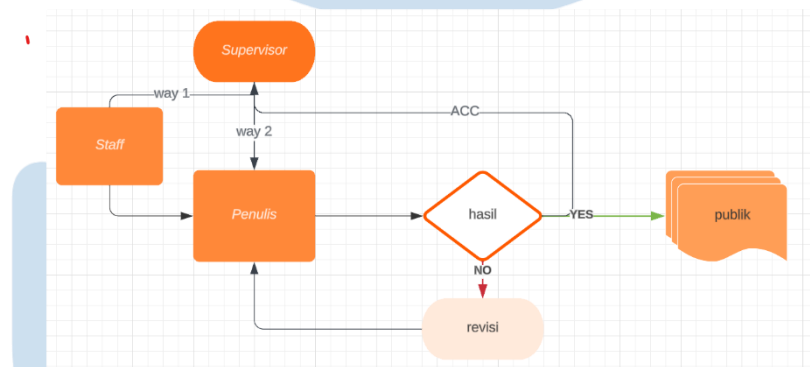 Supervisor
way 1
ACC
way 2
Staff
Penulis
hasil
YES
publik
NO
revisi